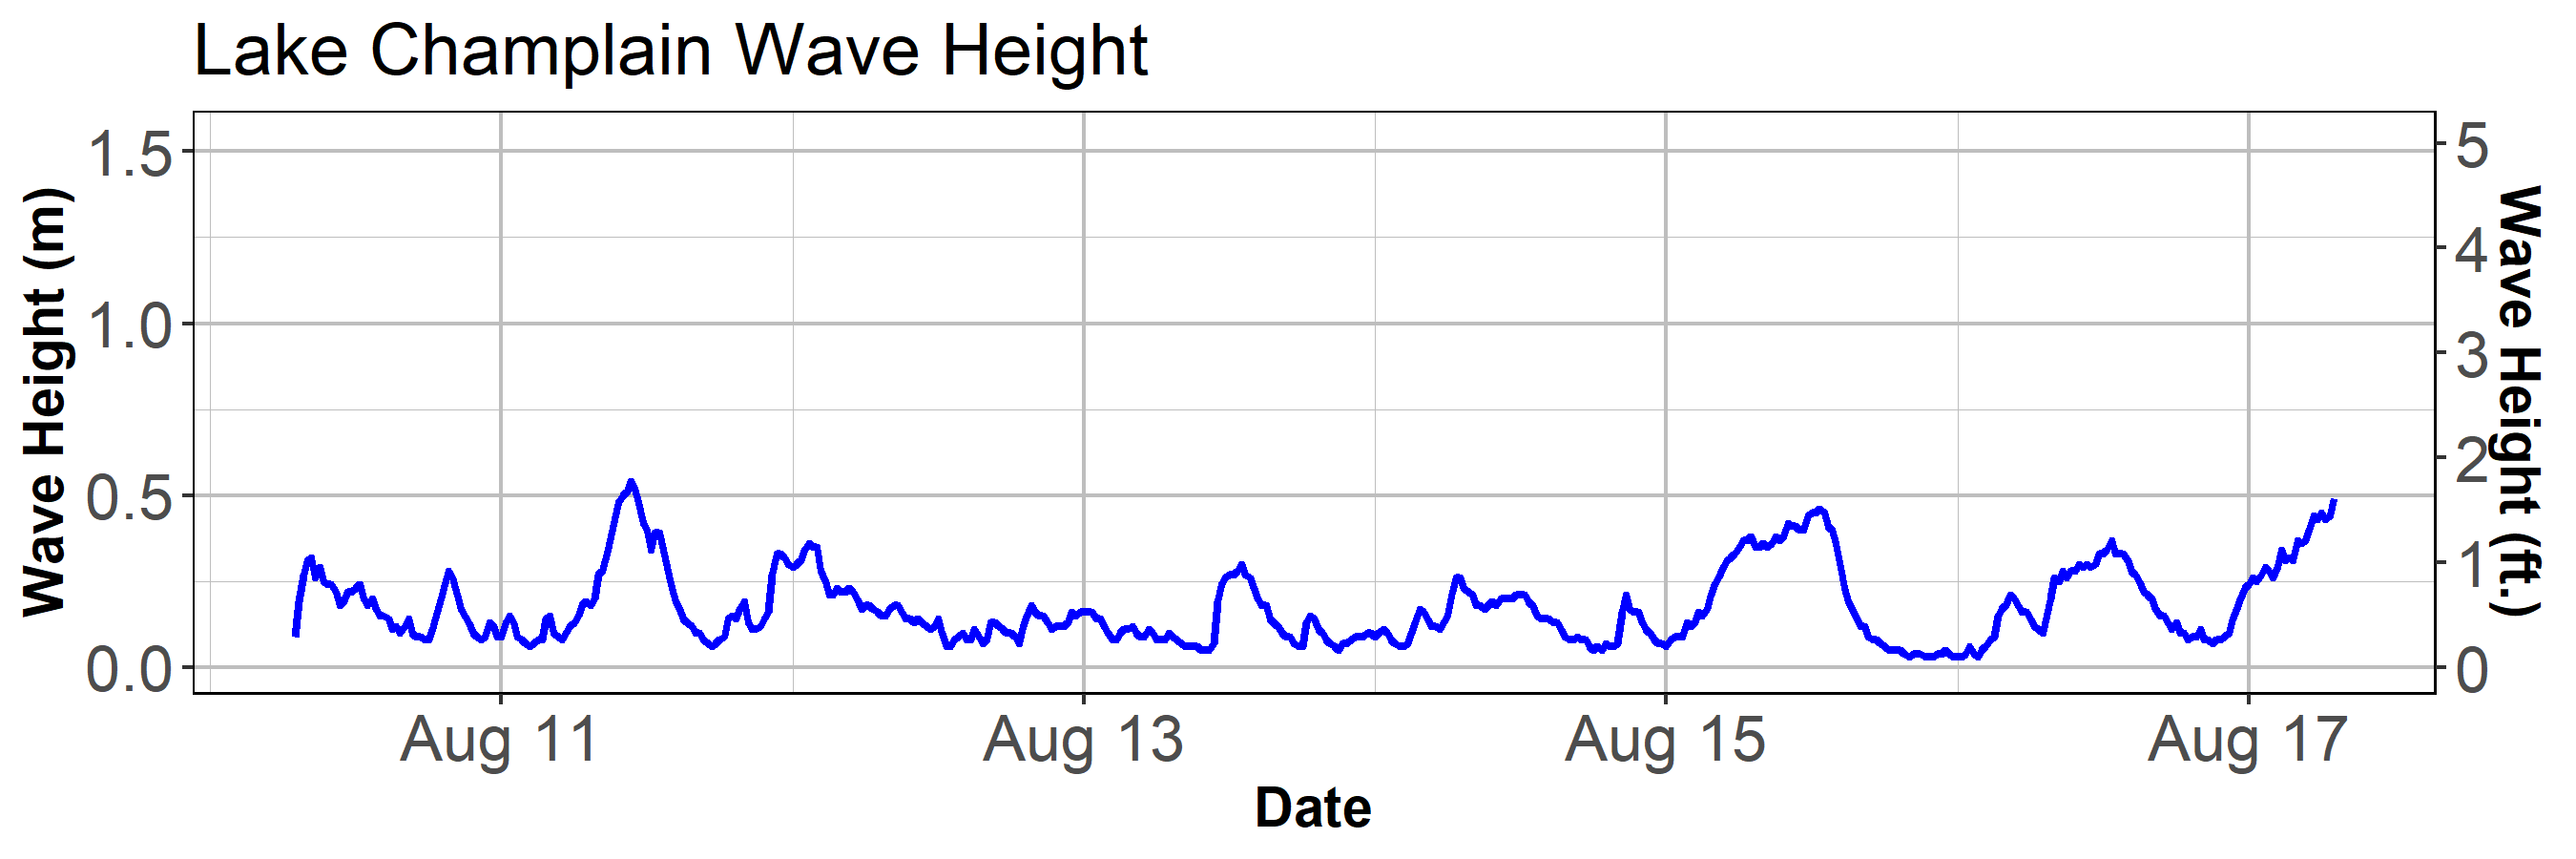 Lake Champlain Wave Height
Wave Height (m)
1.5
1.0
0.5
0.0
5
4
3
2
1
0
Wave Height (ft.)
Aug 11
Aug 13
Aug 15
Aug 17
Date